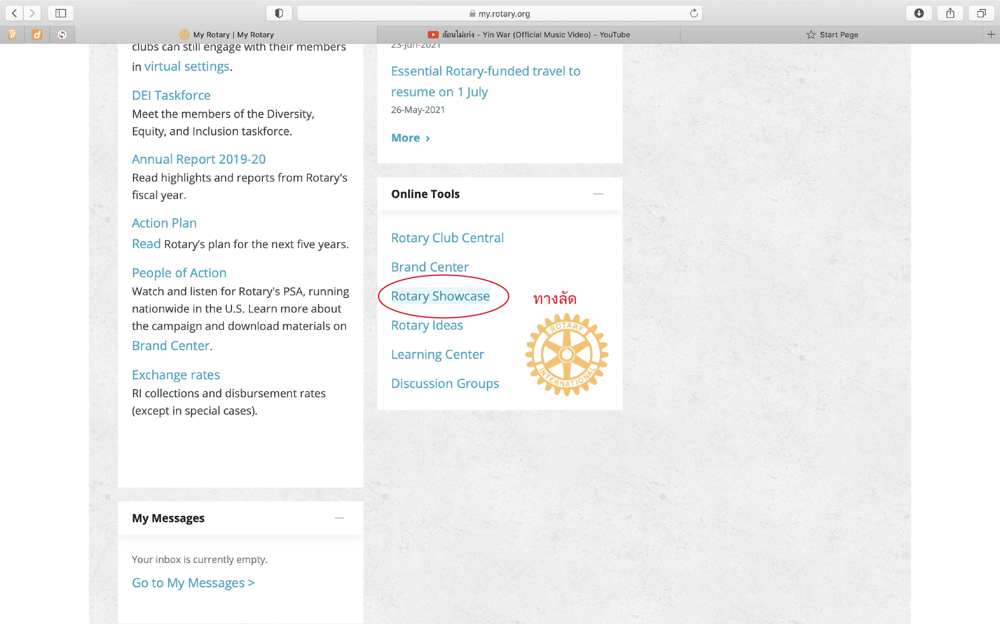 my.rotary.org
My Rotary | My Rotary
อ้อนไม่เก่ง - Yin War (Official Music Video) - YouTube
Start Page
clubs can still engage with their members
in virtual settings.
DEI Taskforce
Meet the members of the Diversity,
Equity, and Inclusion taskforce.
Annual Report 2019-20
Read highlights and reports from Rotary's
fiscal year.
Action Plan
Read Rotary’s plan for the next five years.
People of Action
Watch and listen for Rotary's PSA, running
nationwide in the U.S. Learn more about
the campaign and download materials on
Brand Center.
Exchange rates
RI collections and disbursement rates
(except in special cases).
My Messages
Your inbox is currently empty.
Go to My Messages >
23-Jun-2021
Essential Rotary-funded travel to
resume on 1 July
26-May-2021
More ›
Online Tools
Rotary Club Central
Brand Center
Rotary Showcase
ทางลัด
Rotary Ideas
Learning Center
Discussion Groups
ROTARY
INTERNATIONAL